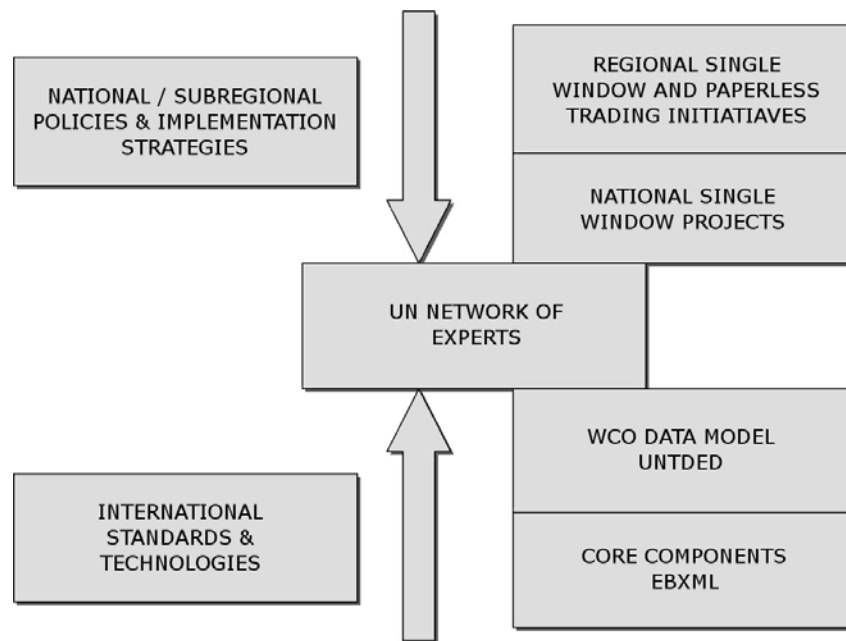 NATIONAL / SUBREGIONAL
POLICIES & IMPLEMENTATION
STRATEGIES
REGIONAL SINGLE
WINDOW AND PAPERLESS
TRADING INITIATIAVES
NATIONAL SINGLE
WINDOW PROJECTS
UN NETWORK OF
EXPERTS
WCO DATA MODEL
UNTDED
INTERNATIONAL
STANDARDS &
TECHNOLOGIES
CORE COMPONENTS
EBXML